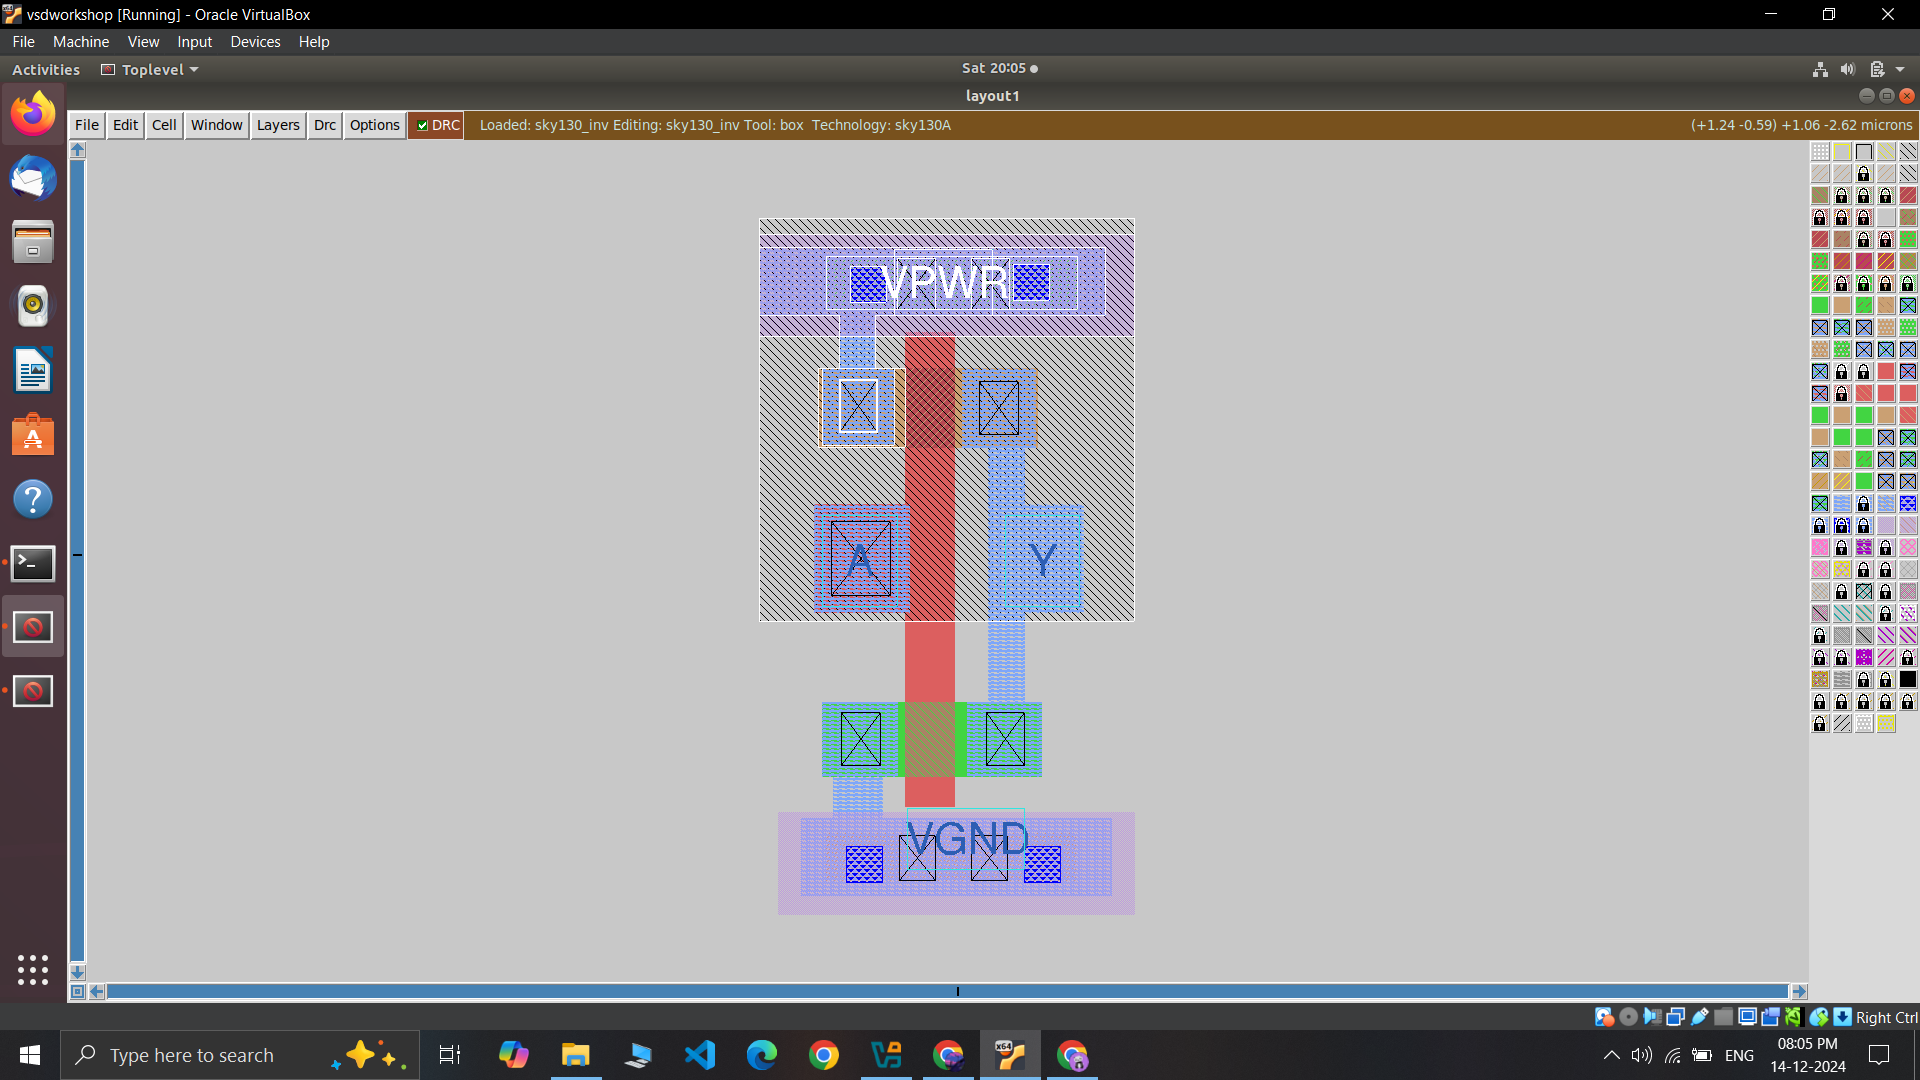 vsdworkshop [Running] - Oracle VirtualBox
File Machine View Input Devices Help
Activities Toplevel Sat 20:05
layout1
File Edit Cell Window Layers Drc Options DRC Loaded: sky130_inv Editing: sky130_inv Tool: box Technology: sky130A (+1.24 -0.59) +1.06 -2.62 microns
VPWR
A Y
VGND
Right Ctrl
Type here to search
x64
ENG
08:05 PM
14-12-2024